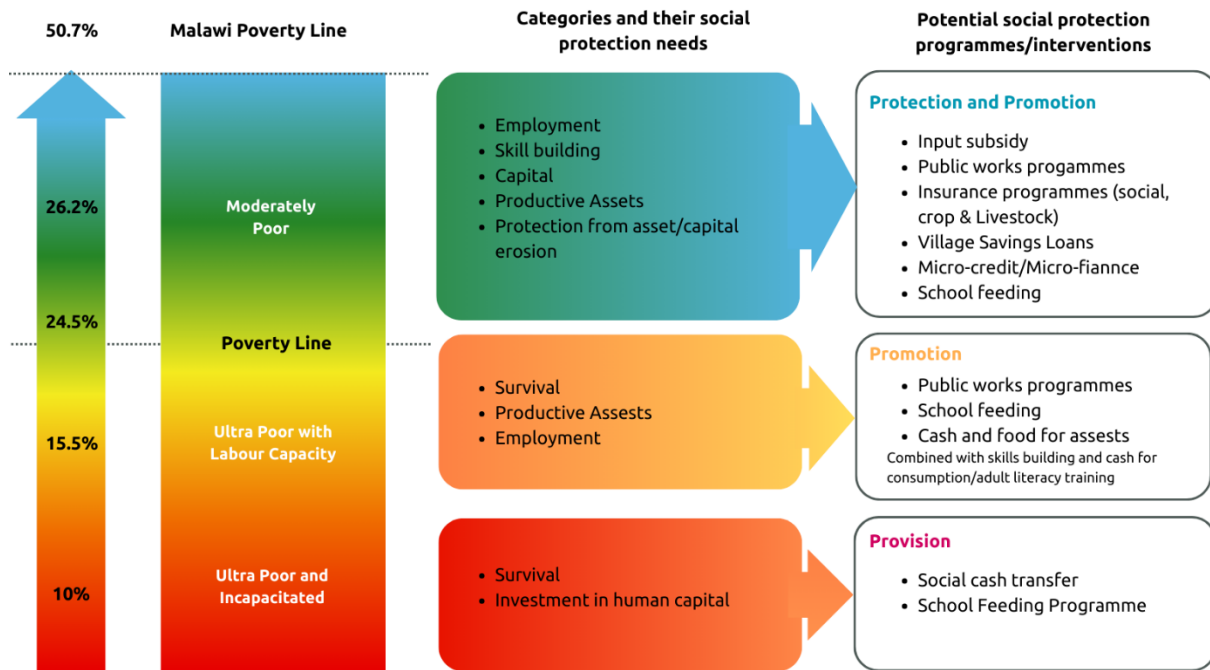 50.7%
Malawi Poverty Line
Categories and their social
protection needs
Potential social protection
programmes/interventions
26.2%
24.5%
15.5%
10%
Moderately
Poor
Poverty Line
Ultra Poor with
Labour Capacity
Ultra Poor and
Incapacitated
• Employment
• Skill building
• Capital
• Productive Assets
• Protection from asset/capital
erosion
Protection and Promotion
• Input subsidy
• Public works progammes
• Insurance programmes (social,
crop & Livestock)
• Village Savings Loans
• Micro-credit/Micro-fiannce
• School feeding
• Survival
• Productive Assests
• Employment
Promotion
• Public works programmes
• School feeding
• Cash and food for assests
Combined with skills building and cash for
consumption/adult literacy training
• Survival
• Investment in human capital
Provision
• Social cash transfer
• School Feeding Programme